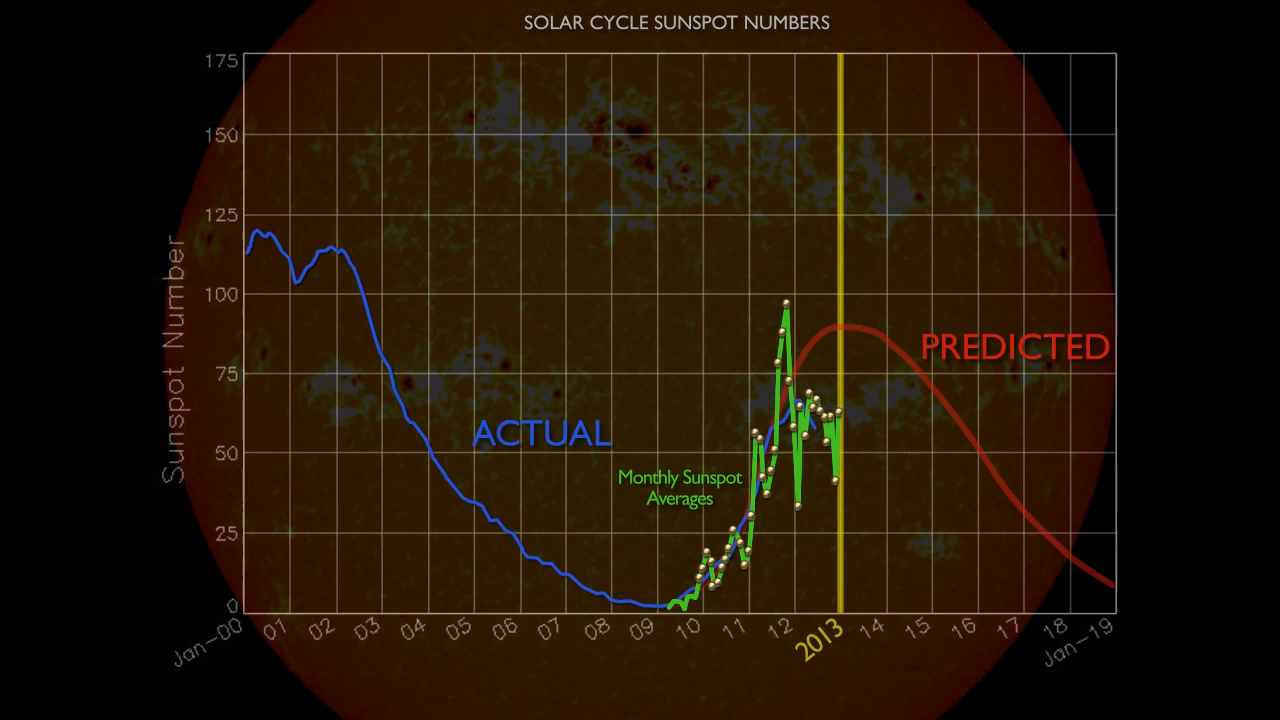 SOLAR CYCLE SUNSPOT NUMBERS
175
150
125
100
75
50
25
0
Sunspot Number
ACTUAL
PREDICTED
Monthly Sunspot
Averages
Jan-00 01 02 03 04 05 06 07 08 09 10 11 12 2013 14 15 16 17 18 Jan-19